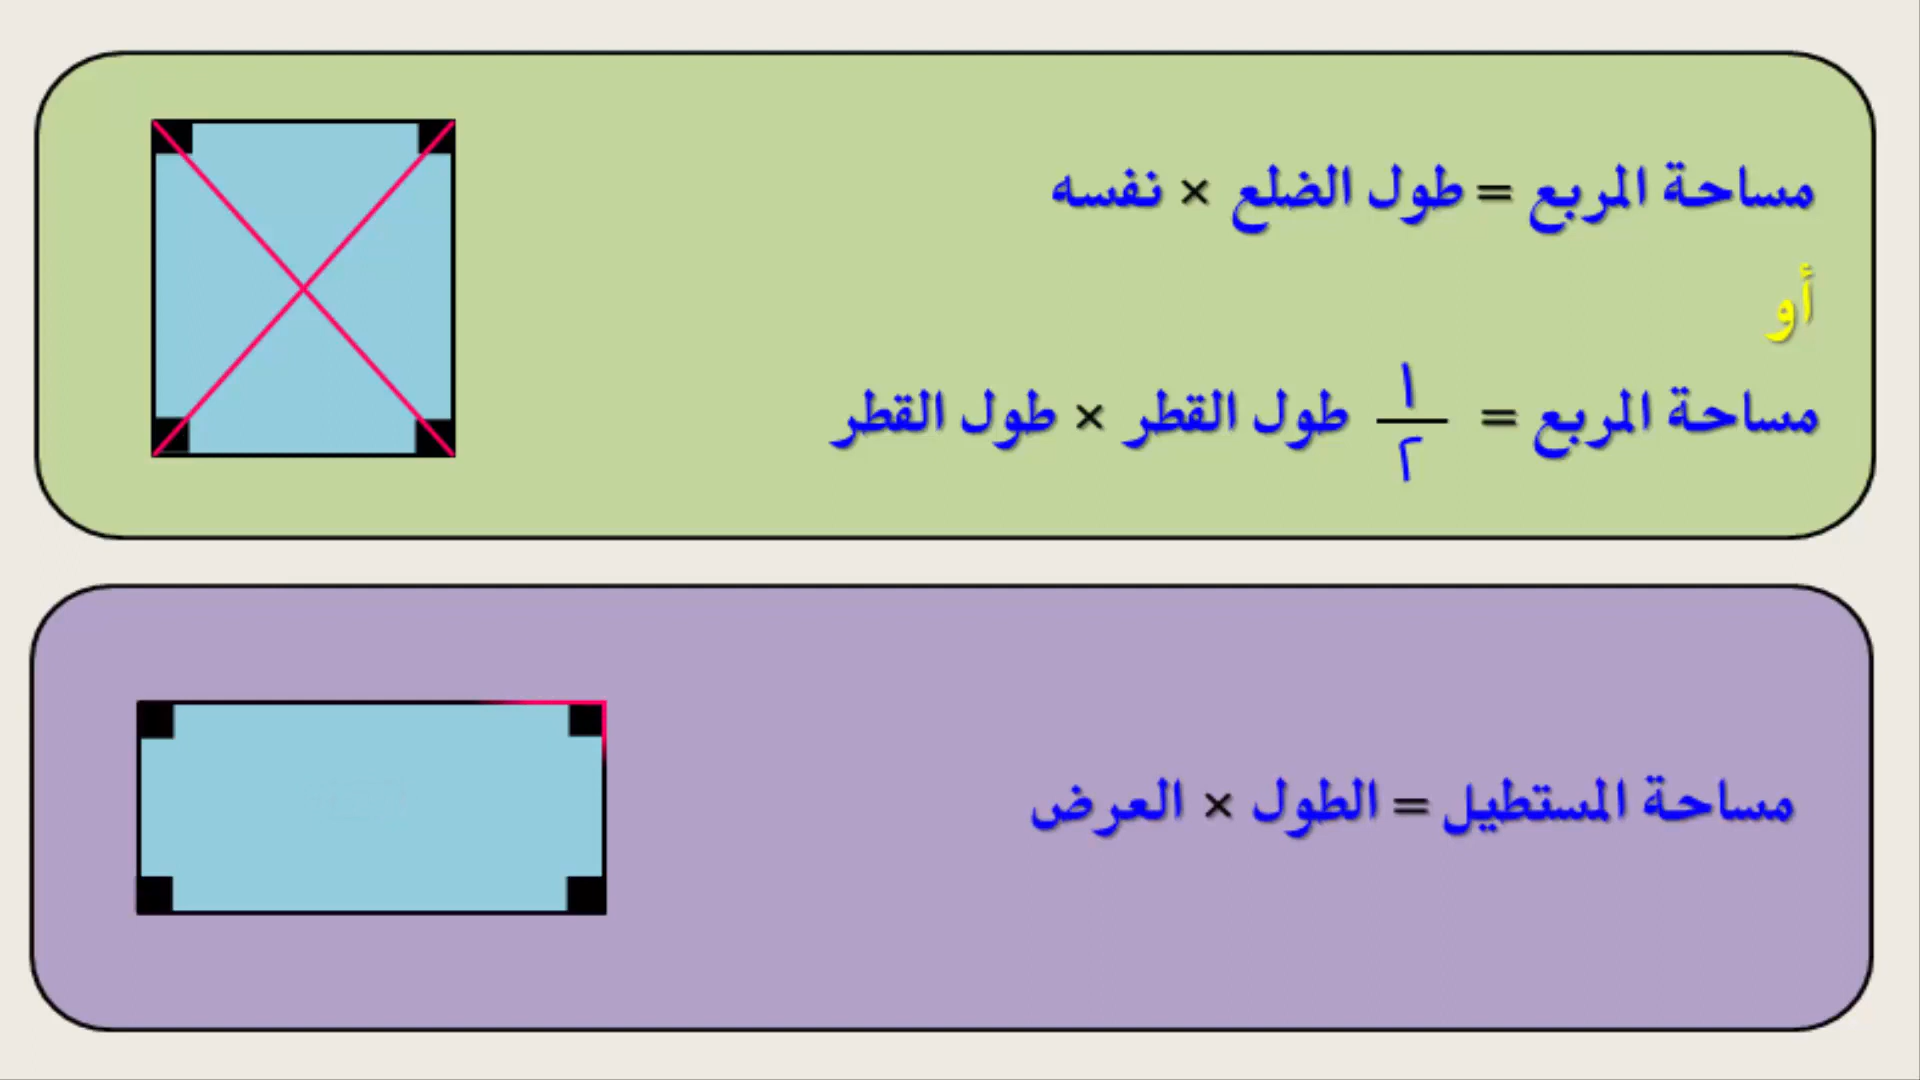 مساحة المربع = طول الضلع × نفسه
أو
مساحة المربع = ١/٢ طول القطر × طول القطر
مساحة المستطيل = الطول × العرض